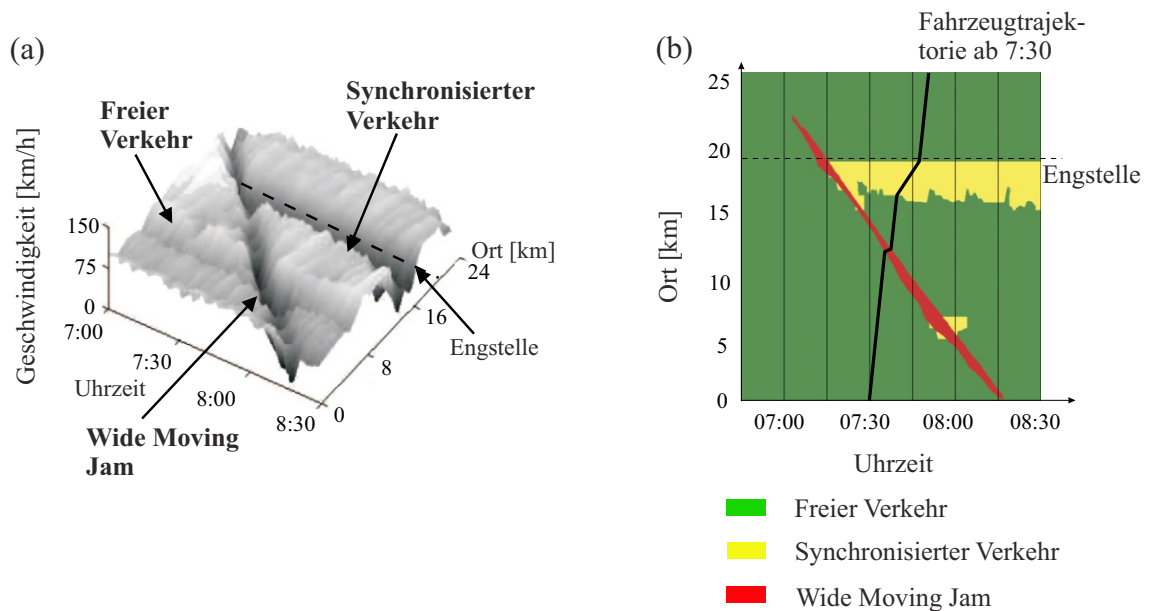 (a)
Freier
Verkehr
Synchronisierter
Verkehr
Geschwindigkeit [km/h]
150
75
0
7:00
7:30
8:00
8:30
Uhrzeit
Ort [km]
24
16
8
0
Engstelle
Wide Moving
Jam
(b)
Fahrzeugtrajek-
torie ab 7:30
Ort [km]
25
20
15
10
5
0
Engstelle
07:00 07:30 08:00 08:30
Uhrzeit
Freier Verkehr
Synchronisierter Verkehr
Wide Moving Jam